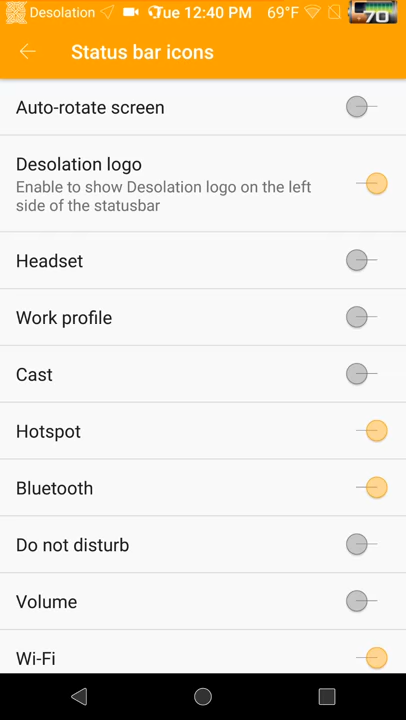 Desolation Tue 12:40 PM 69°F 70
Status bar icons
Auto-rotate screen
Desolation logo
Enable to show Desolation logo on the left
side of the statusbar
Headset
Work profile
Cast
Hotspot
Bluetooth
Do not disturb
Volume
Wi-Fi